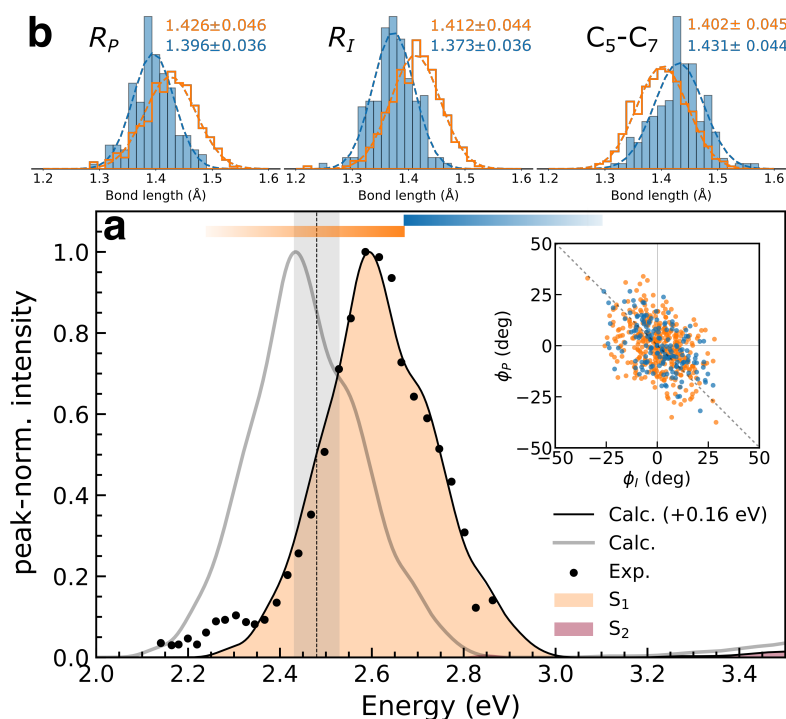 b
R_P
1.426±0.046
1.396±0.036
R_I
1.412±0.044
1.373±0.036
C₅-C₇
1.402± 0.045
1.431± 0.044
1.2 1.3 1.4 1.5 1.6
1.2 1.3 1.4 1.5 1.6
1.2 1.3 1.4 1.5 1.6
Bond length (Å)
Bond length (Å)
Bond length (Å)
a
peak-norm. intensity
1.0
0.8
0.6
0.4
0.2
0.0
2.0 2.2 2.4 2.6 2.8 3.0 3.2 3.4
Energy (eV)
ϕ_P (deg)
50
25
0
−25
−50
−50 −25 0 25 50
ϕ_I (deg)
Calc. (+0.16 eV)
Calc.
Exp.
S₁
S₂